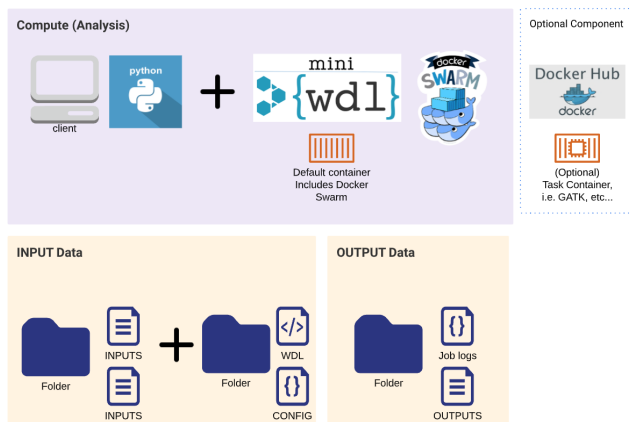 Compute (Analysis)
Optional Component
client
python
mini
{wdl}
docker
SWARM
Docker Hub
docker
Default container
Includes Docker
Swarm
(Optional)
Task Container,
i.e. GATK, etc...
INPUT Data
OUTPUT Data
Folder
INPUTS
INPUTS
Folder
</>
WDL
{}
CONFIG
Folder
{}
Job logs
OUTPUTS